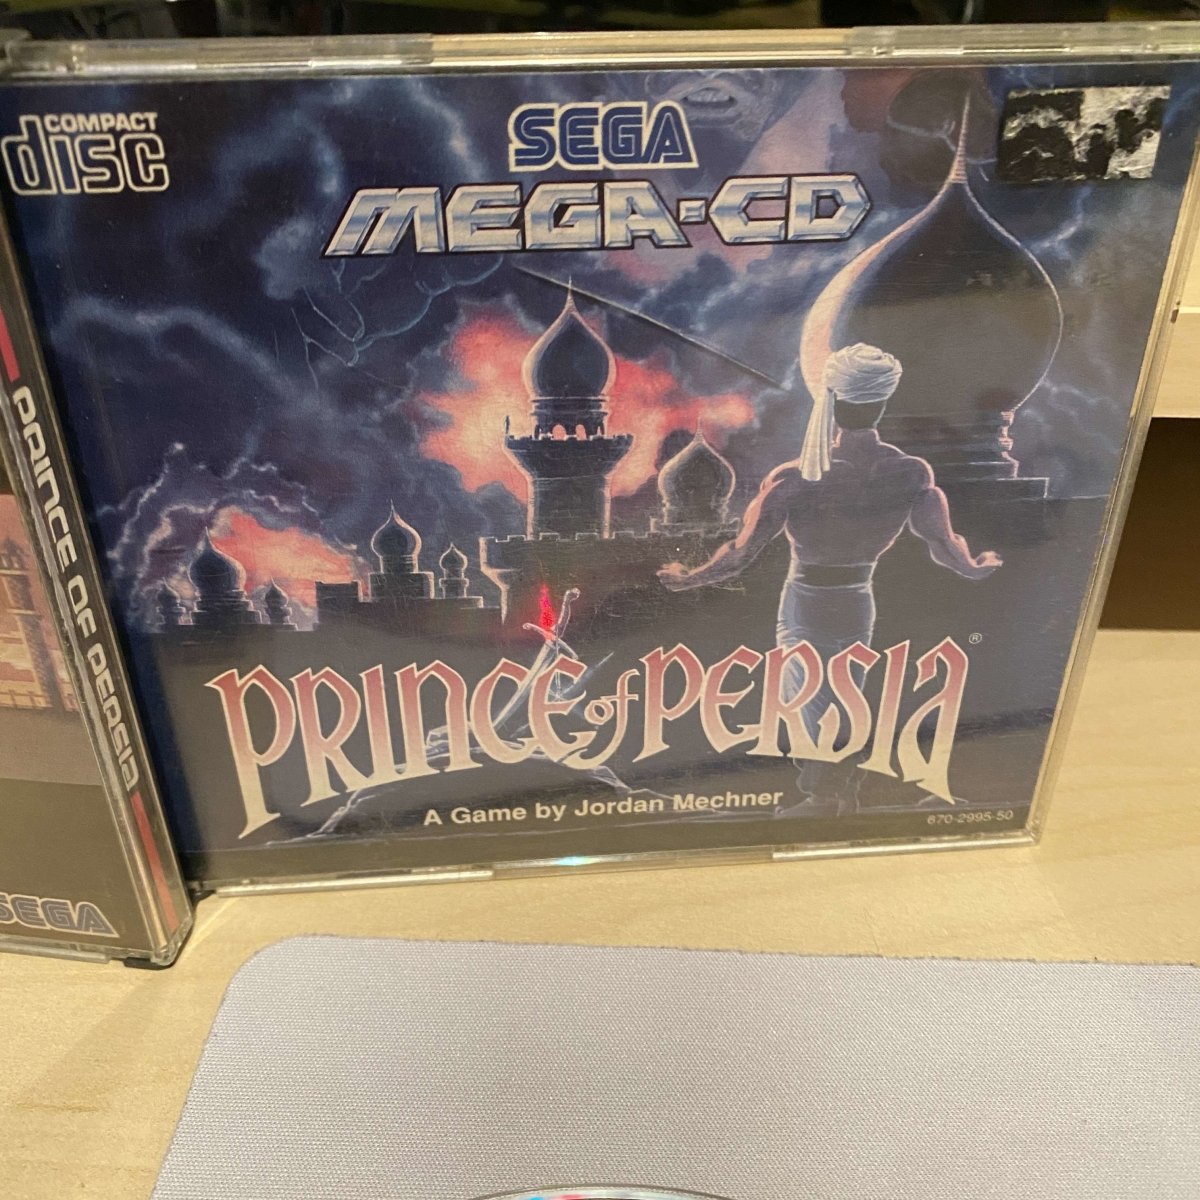 COMPACT
disc
SEGA
MEGA-CD
PRINCE OF PERSIA
PRINCE of PERSIA®
A Game by Jordan Mechner
670-2995-50
SEGA